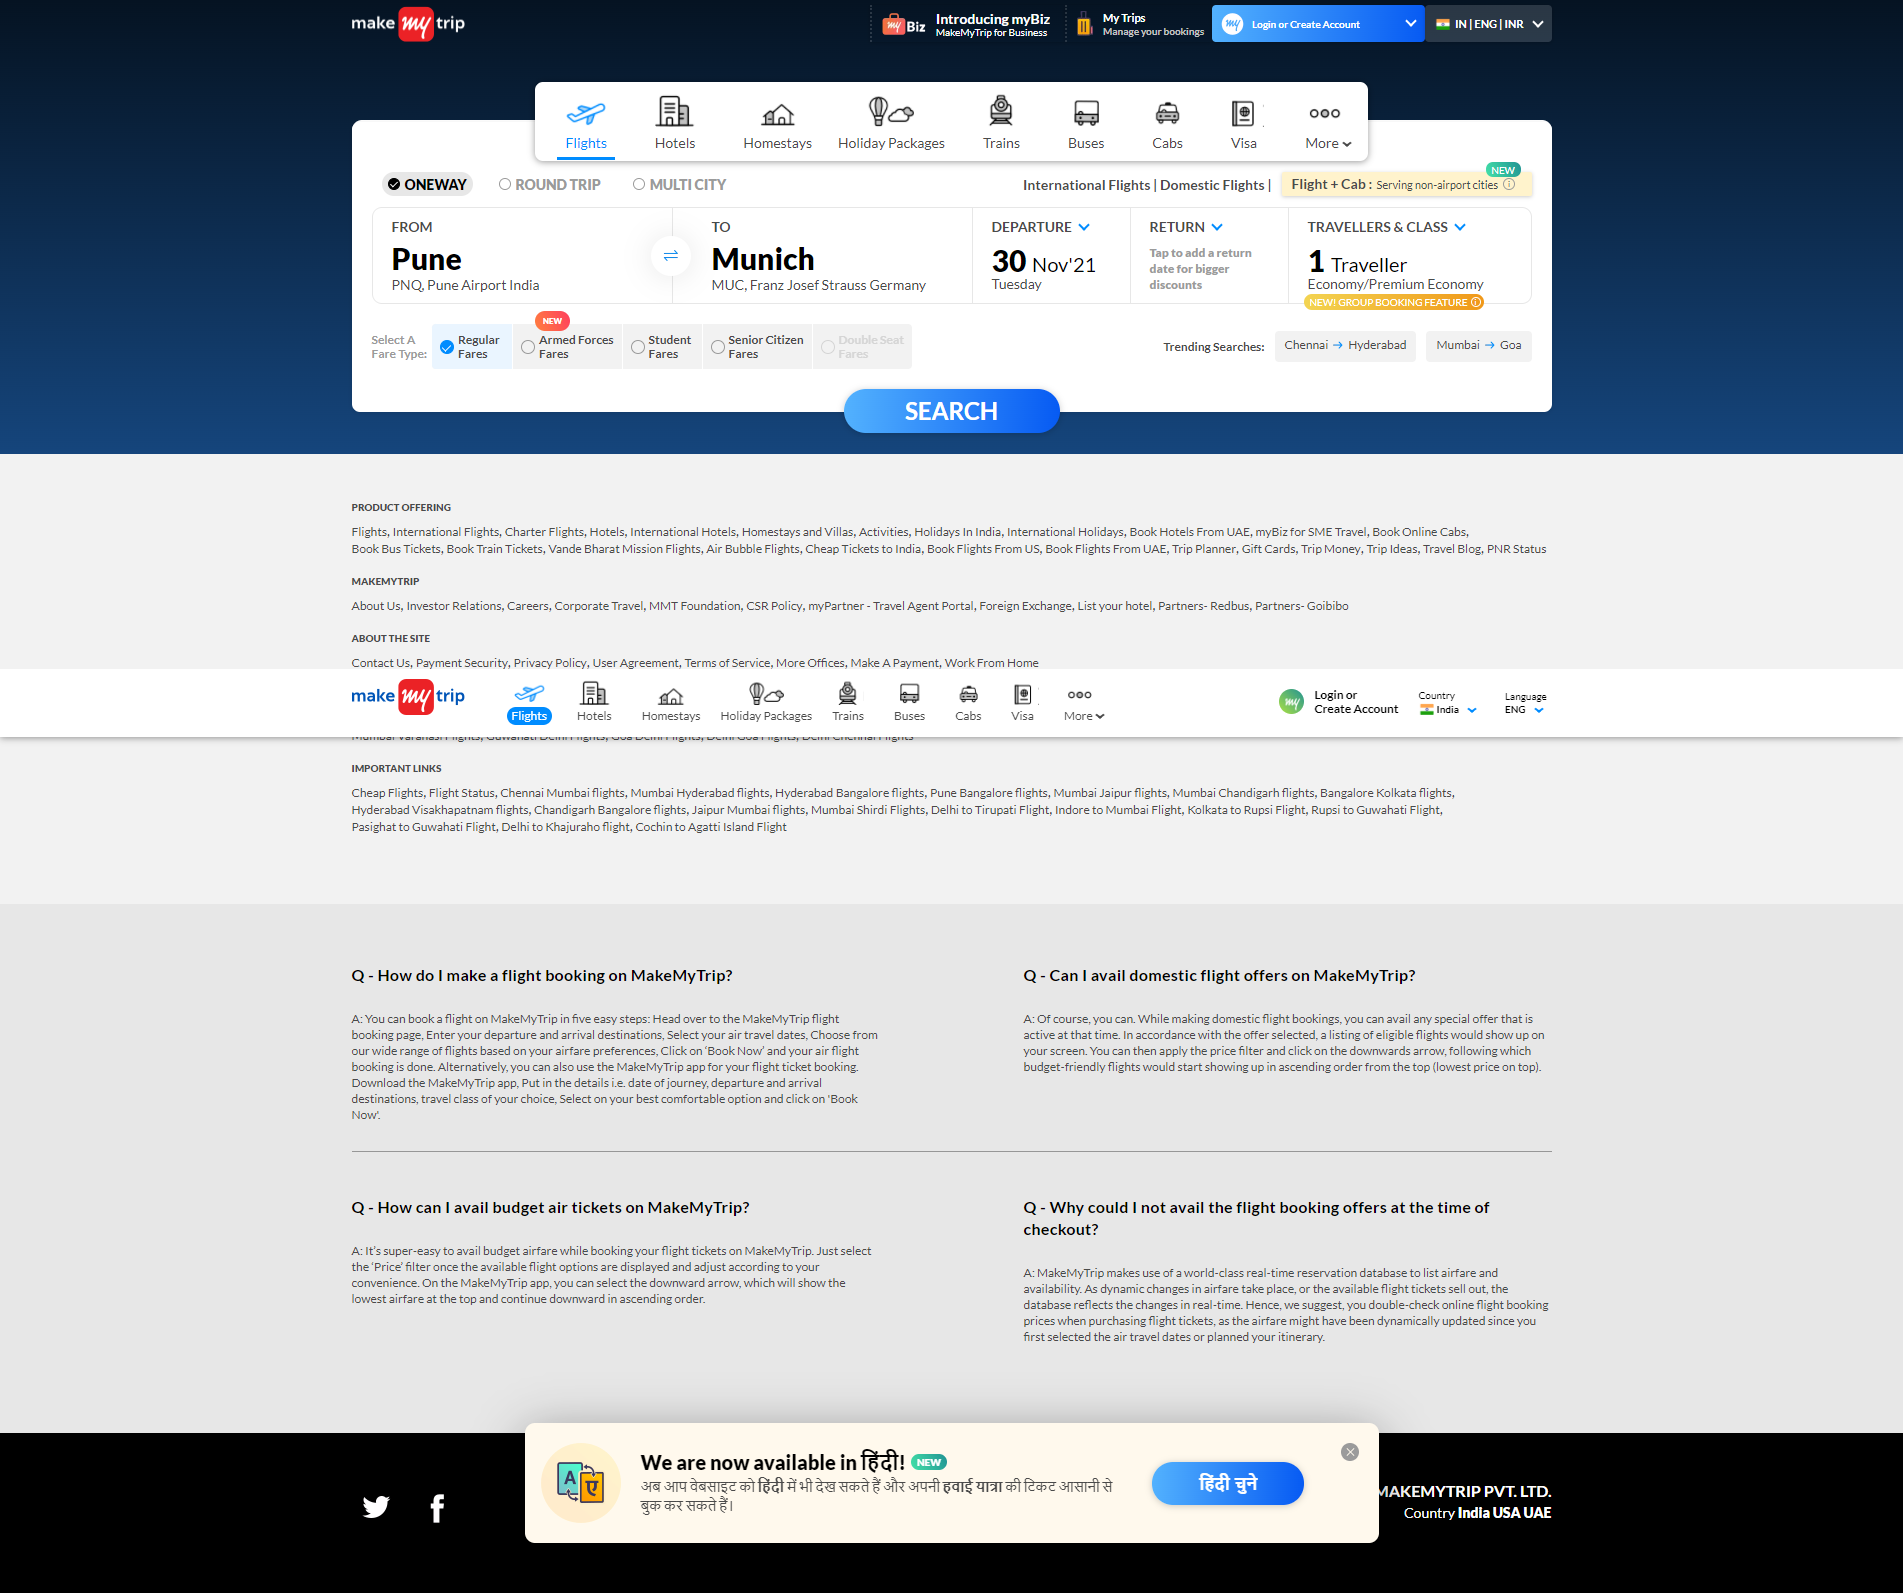 make my trip
my Biz
Introducing myBiz
MakeMyTrip for Business
My Trips
Manage your bookings
my Login or Create Account
IN | ENG | INR
Flights
Hotels
Homestays
Holiday Packages
Trains
Buses
Cabs
Visa
More
ONEWAY
ROUND TRIP
MULTI CITY
International Flights | Domestic Flights |
NEW
Flight + Cab : Serving non-airport cities
FROM
Pune
PNQ, Pune Airport India
TO
Munich
MUC, Franz Josef Strauss Germany
DEPARTURE
30 Nov'21
Tuesday
RETURN
Tap to add a return
date for bigger
discounts
TRAVELLERS & CLASS
1 Traveller
Economy/Premium Economy
NEW! GROUP BOOKING FEATURE
Select A
Fare Type:
Regular
Fares
NEW
Armed Forces
Fares
Student
Fares
Senior Citizen
Fares
Double Seat
Fares
Trending Searches:
Chennai → Hyderabad
Mumbai → Goa
SEARCH
PRODUCT OFFERING
Flights, International Flights, Charter Flights, Hotels, International Hotels, Homestays and Villas, Activities, Holidays In India, International Holidays, Book Hotels From UAE, myBiz for SME Travel, Book Online Cabs,
Book Bus Tickets, Book Train Tickets, Vande Bharat Mission Flights, Air Bubble Flights, Cheap Tickets to India, Book Flights From US, Book Flights From UAE, Trip Planner, Gift Cards, Trip Money, Trip Ideas, Travel Blog, PNR Status
MAKEMYTRIP
About Us, Investor Relations, Careers, Corporate Travel, MMT Foundation, CSR Policy, myPartner - Travel Agent Portal, Foreign Exchange, List your hotel, Partners- Redbus, Partners- Goibibo
ABOUT THE SITE
Contact Us, Payment Security, Privacy Policy, User Agreement, Terms of Service, More Offices, Make A Payment, Work From Home
make my trip
Flights
Hotels
Homestays
Holiday Packages
Trains
Buses
Cabs
Visa
More
my
Login or
Create Account
Country
India
Language
ENG
Mumbai Varanasi Flights, Guwahati Delhi Flights, Goa Delhi Flights, Delhi Goa Flights, Delhi Chennai Flights
IMPORTANT LINKS
Cheap Flights, Flight Status, Chennai Mumbai flights, Mumbai Hyderabad flights, Hyderabad Bangalore flights, Pune Bangalore flights, Mumbai Jaipur flights, Mumbai Chandigarh flights, Bangalore Kolkata flights,
Hyderabad Visakhapatnam flights, Chandigarh Bangalore flights, Jaipur Mumbai flights, Mumbai Shirdi Flights, Delhi to Tirupati Flight, Indore to Mumbai Flight, Kolkata to Rupsi Flight, Rupsi to Guwahati Flight,
Pasighat to Guwahati Flight, Delhi to Khajuraho flight, Cochin to Agatti Island Flight
Q - How do I make a flight booking on MakeMyTrip?
A: You can book a flight on MakeMyTrip in five easy steps: Head over to the MakeMyTrip flight
booking page, Enter your departure and arrival destinations, Select your air travel dates, Choose from
our wide range of flights based on your airfare preferences, Click on ‘Book Now’ and your air flight
booking is done. Alternatively, you can also use the MakeMyTrip app for your flight ticket booking.
Download the MakeMyTrip app, Put in the details i.e. date of journey, departure and arrival
destinations, travel class of your choice, Select on your best comfortable option and click on 'Book
Now'.
Q - Can I avail domestic flight offers on MakeMyTrip?
A: Of course, you can. While making domestic flight bookings, you can avail any special offer that is
active at that time. In accordance with the offer selected, a listing of eligible flights would show up on
your screen. You can then apply the price filter and click on the downwards arrow, following which
budget-friendly flights would start showing up in ascending order from the top (lowest price on top).
Q - How can I avail budget air tickets on MakeMyTrip?
A: It’s super-easy to avail budget airfare while booking your flight tickets on MakeMyTrip. Just select
the ‘Price’ filter once the available flight options are displayed and adjust according to your
convenience. On the MakeMyTrip app, you can select the downward arrow, which will show the
lowest airfare at the top and continue downward in ascending order.
Q - Why could I not avail the flight booking offers at the time of
checkout?
A: MakeMyTrip makes use of a world-class real-time reservation database to list airfare and
availability. As dynamic changes in airfare take place, or the available flight tickets sell out, the
database reflects the changes in real-time. Hence, we suggest, you double-check online flight booking
prices when purchasing flight tickets, as the airfare might have been dynamically updated since you
first selected the air travel dates or planned your itinerary.
A ए
We are now available in हिंदी! NEW
अब आप वेबसाइट को हिंदी में भी देख सकते हैं और अपनी हवाई यात्रा की टिकट आसानी से
बुक कर सकते हैं।
हिंदी चुने
MAKEMYTRIP PVT. LTD.
Country India USA UAE